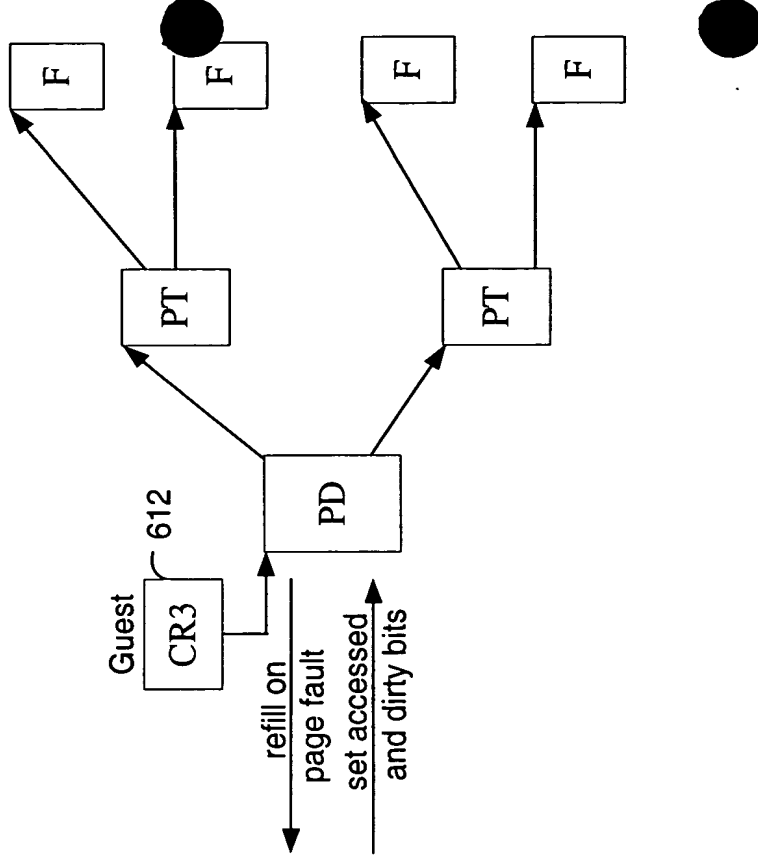 Guest
CR3
612
refill on
page fault
set accessed
and dirty bits
PD
PT
PT
F
F
F
F